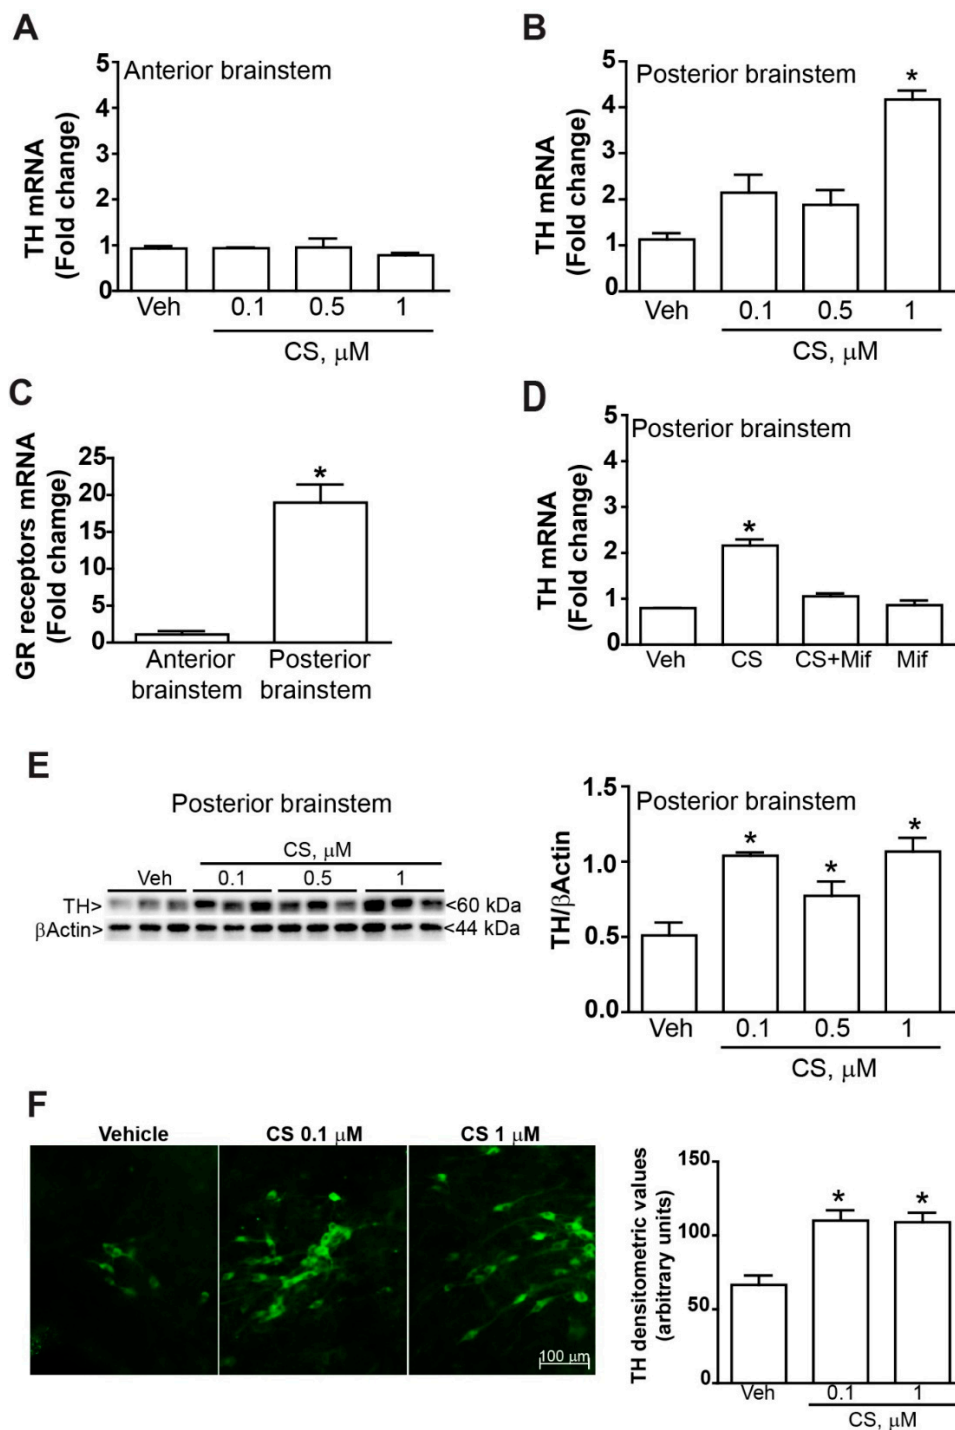 A
Anterior brainstem
TH mRNA
(Fold change)
5
4
3
2
1
0
Veh
0.1
0.5
1
CS, µM
B
Posterior brainstem
*
TH mRNA
(Fold change)
5
4
3
2
1
0
Veh
0.1
0.5
1
CS, µM
C
GR receptors mRNA
(Fold chamge)
25
20
15
10
5
0
*
Anterior
brainstem
Posterior
brainstem
D
Posterior brainstem
TH mRNA
(Fold change)
5
4
3
2
1
0
*
Veh
CS
CS+Mif
Mif
E
Posterior brainstem
CS, µM
Veh
0.1
0.5
1
TH>
<60 kDa
βActin>
<44 kDa
Posterior brainstem
TH/βActin
1.5
1.0
0.5
0.0
*
*
*
Veh
0.1
0.5
1
CS, µM
F
Vehicle
CS 0.1 µM
CS 1 µM
100 µm
TH densitometric values
(arbitrary units)
150
100
50
0
*
*
Veh
0.1
1
CS, µM